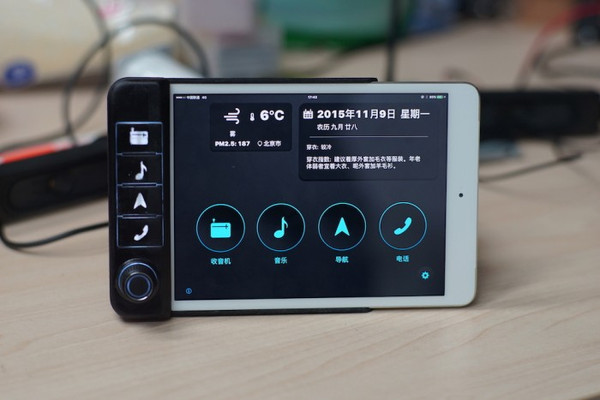 17:43
6°C
雾
PM2.5: 187 北京市
2015年11月9日 星期一
农历 九月 廿八
穿衣: 较冷
穿衣指数: 建议着厚外套加毛衣等服装。年老
体弱者宜着大衣、呢外套加羊毛衫。
收音机
音乐
导航
电话